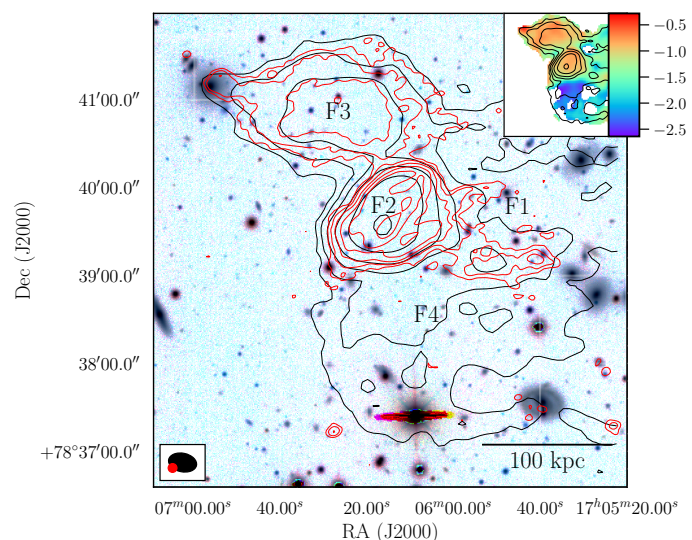 −0.5
−1.0
−1.5
−2.0
−2.5
41′00.0″
40′00.0″
39′00.0″
38′00.0″
+78°37′00.0″
Dec (J2000)
F3
F2
F1
F4
100 kpc
07ᵐ00.00ˢ
40.00ˢ
20.00ˢ
06ᵐ00.00ˢ
40.00ˢ
17ʰ05ᵐ20.00ˢ
RA (J2000)